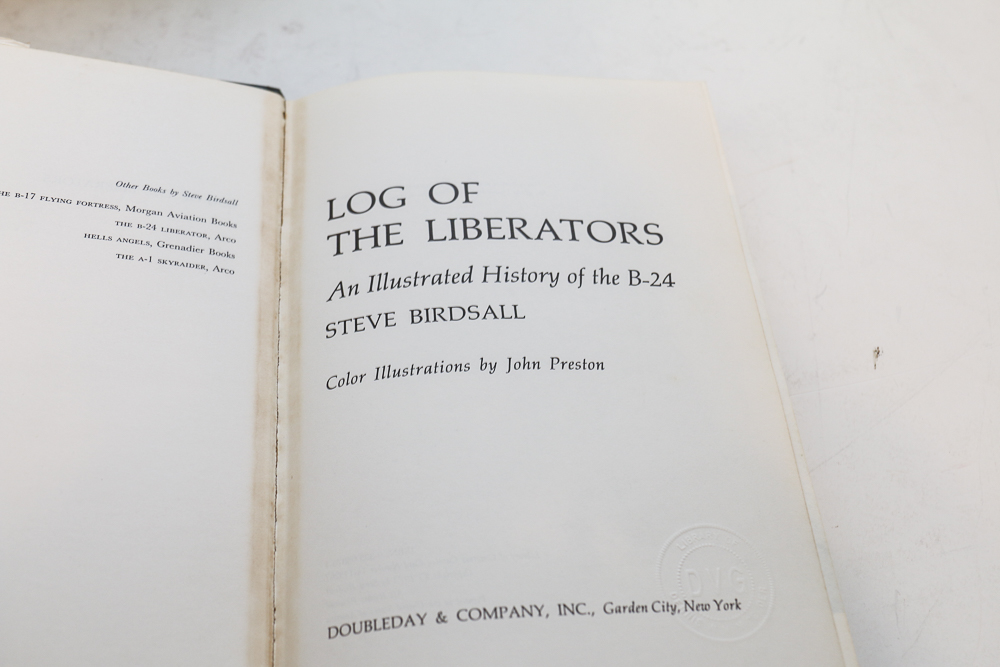 Other Books by Steve Birdsall
HE B-17 FLYING FORTRESS, Morgan Aviation Books
THE B-24 LIBERATOR, Arco
HELLS ANGELS, Grenadier Books
THE A-1 SKYRAIDER, Arco
LOG OF
THE LIBERATORS
An Illustrated History of the B-24
STEVE BIRDSALL
Color Illustrations by John Preston
DOUBLEDAY & COMPANY, INC., Garden City, New York